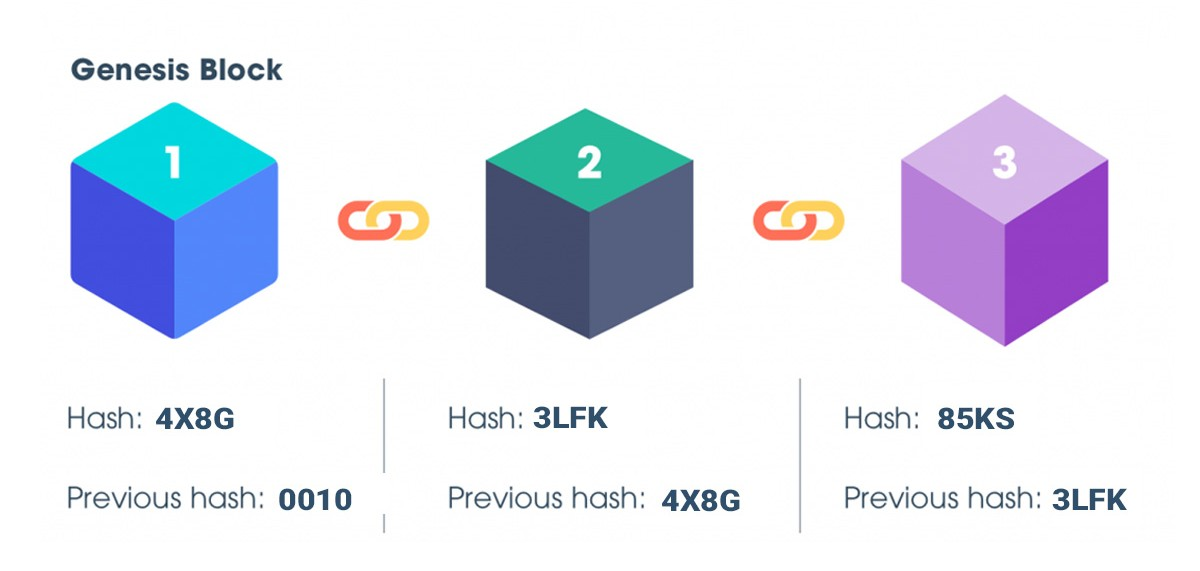 Genesis Block
1
2
3
Hash: 4X8G
Previous hash: 0010
Hash: 3LFK
Previous hash: 4X8G
Hash: 85KS
Previous hash: 3LFK